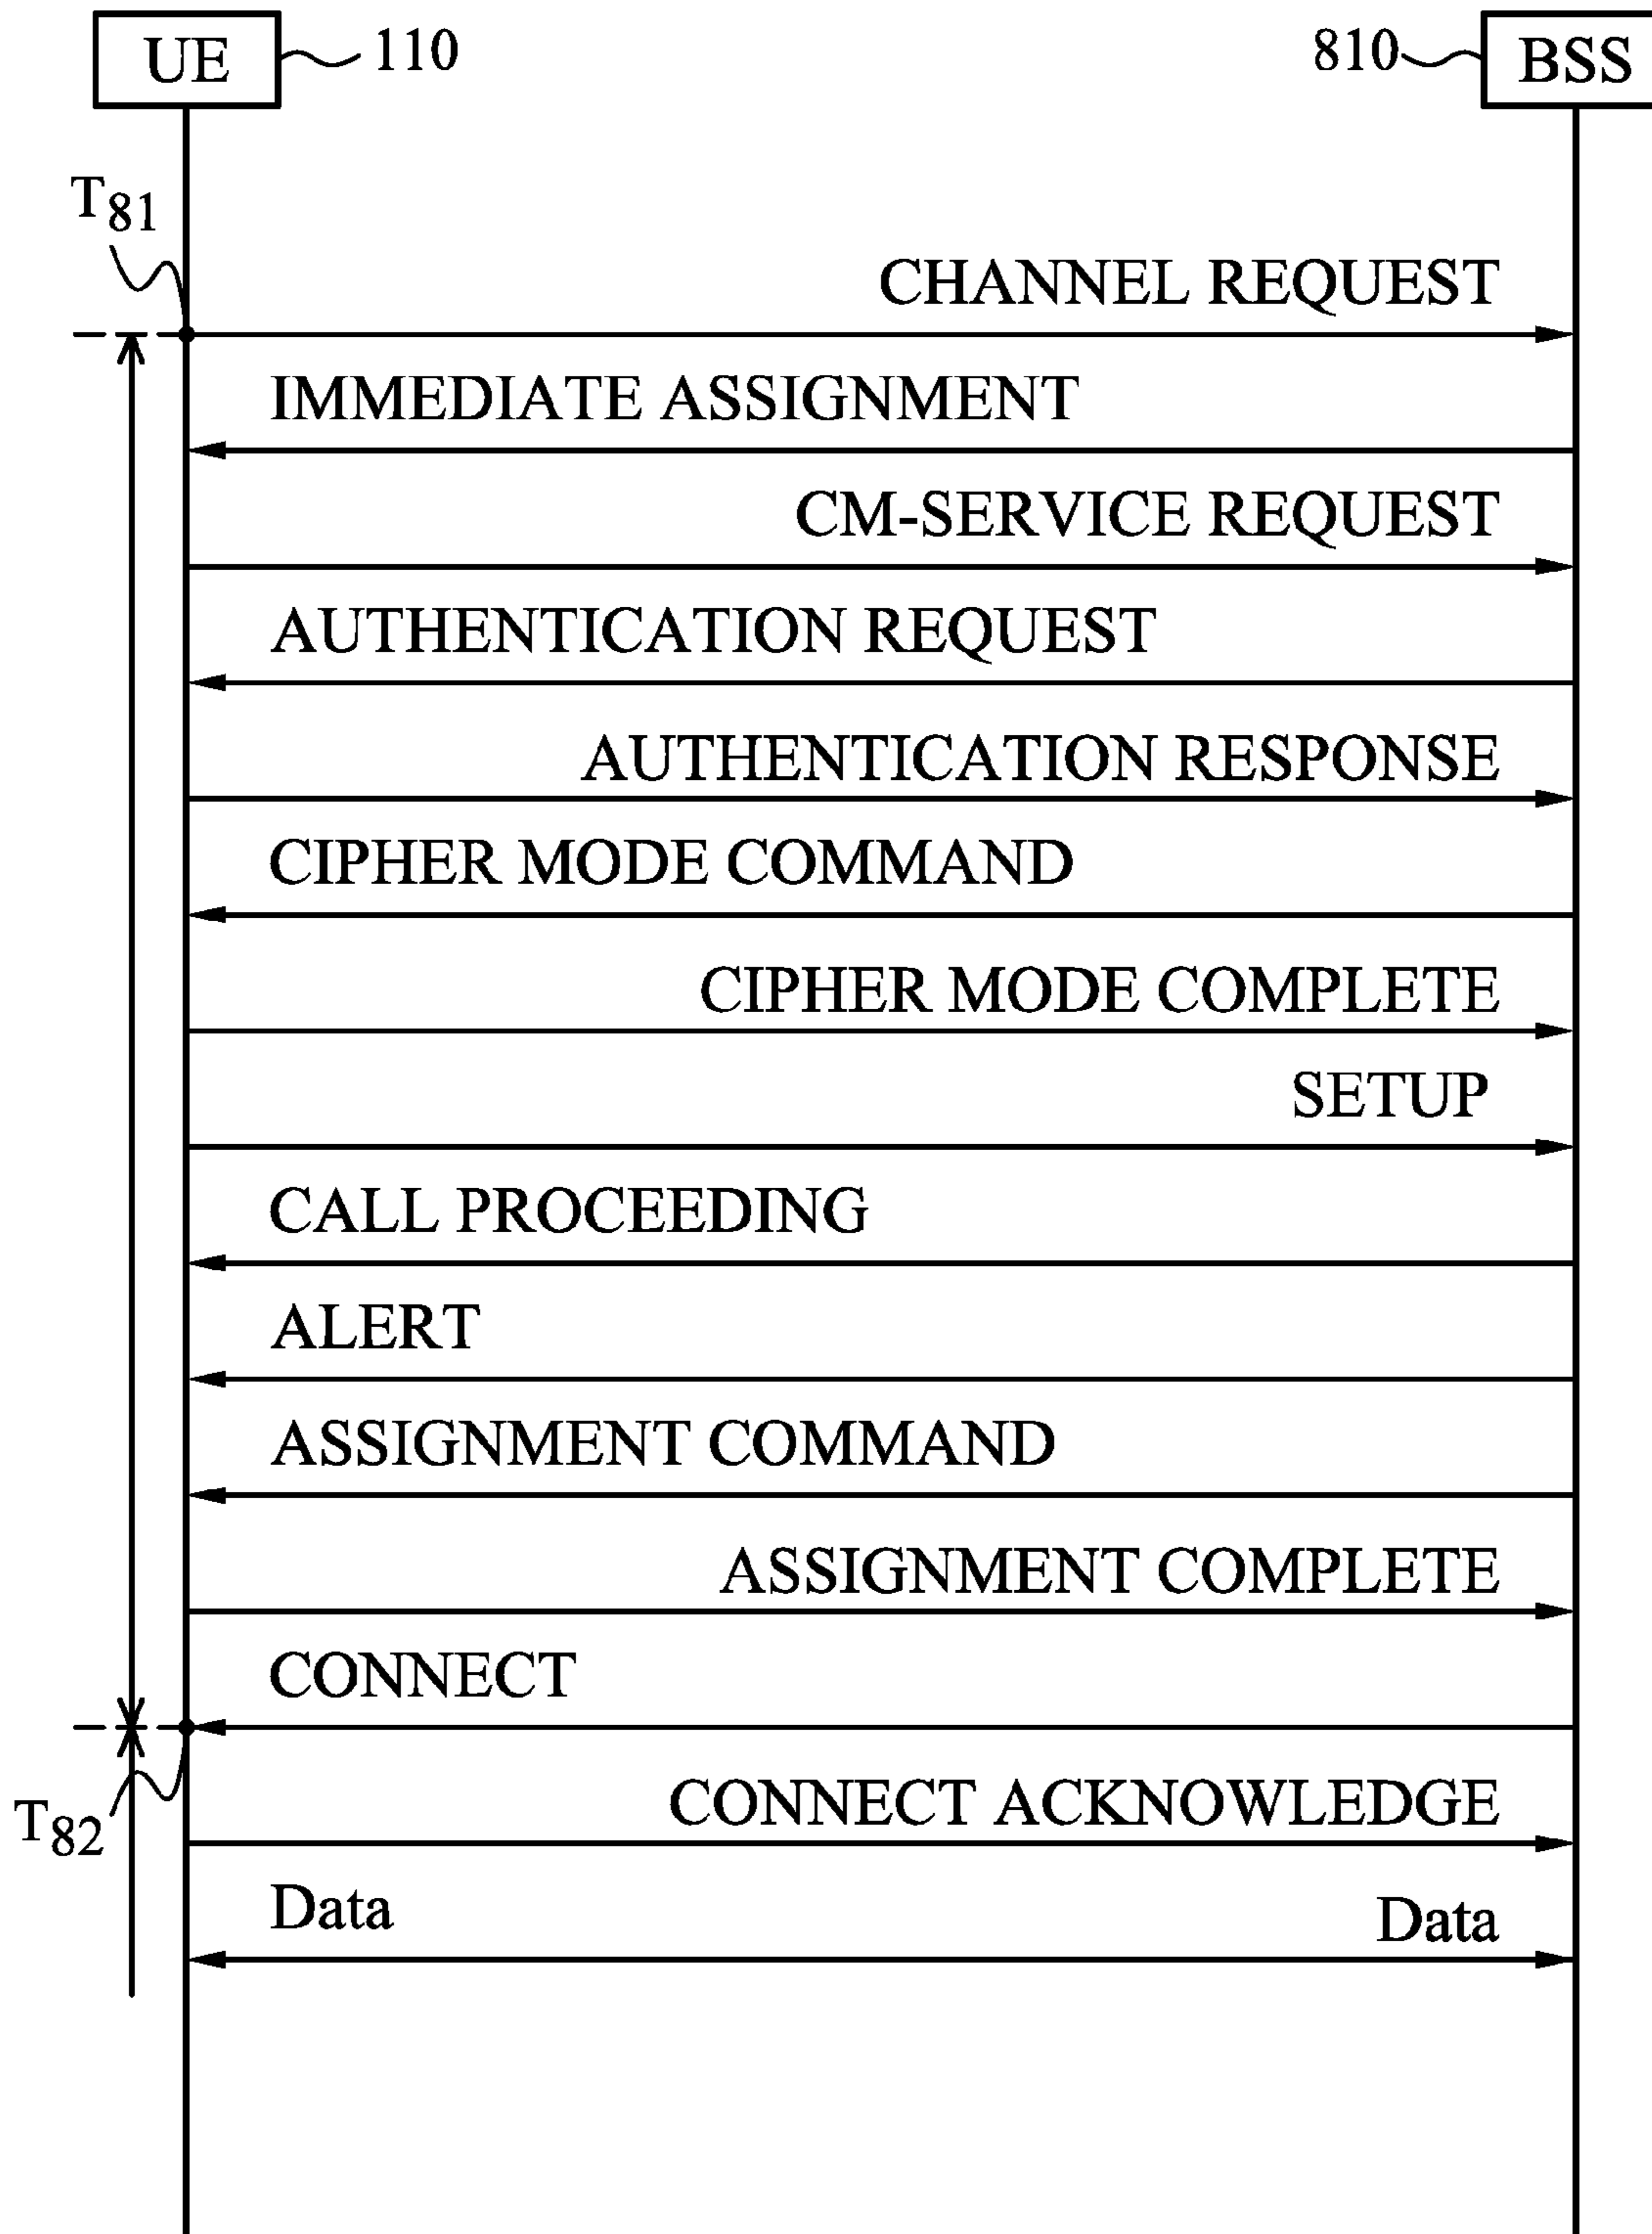 UE 110 810 BSS
T81
CHANNEL REQUEST
IMMEDIATE ASSIGNMENT
CM-SERVICE REQUEST
AUTHENTICATION REQUEST
AUTHENTICATION RESPONSE
CIPHER MODE COMMAND
CIPHER MODE COMPLETE
SETUP
CALL PROCEEDING
ALERT
ASSIGNMENT COMMAND
ASSIGNMENT COMPLETE
CONNECT
CONNECT ACKNOWLEDGE
T82
Data Data